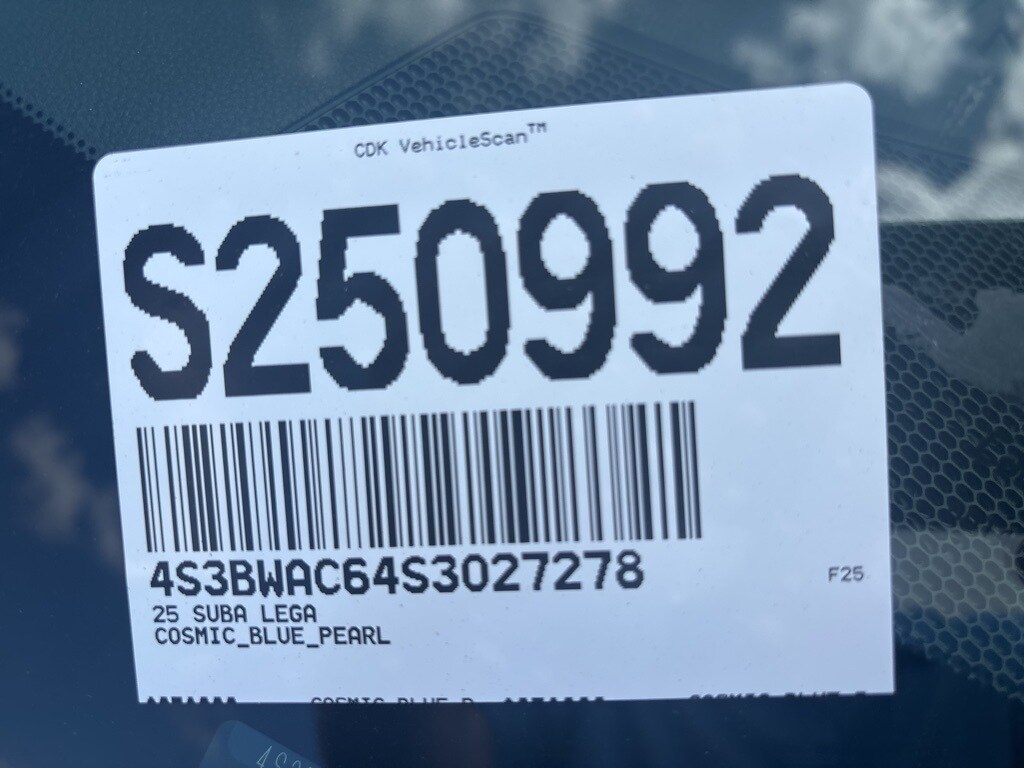 CDK VehicleScan™
S250992
4S3BWAC64S3027278
F25
25 SUBA LEGA
COSMIC_BLUE_PEARL